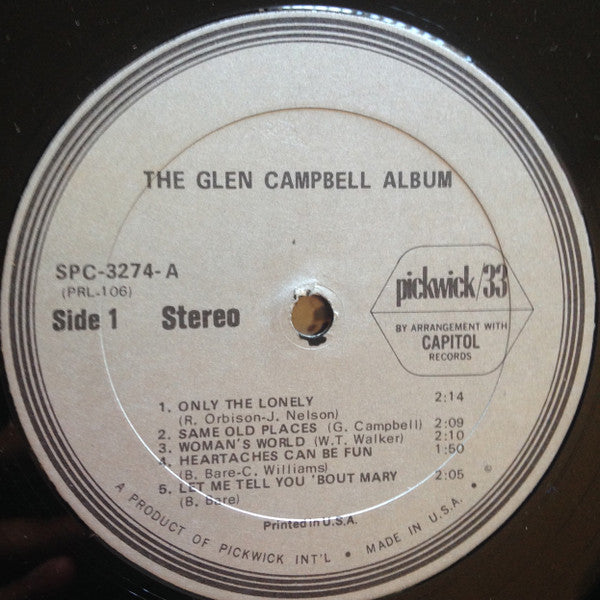 THE GLEN CAMPBELL ALBUM
SPC-3274-A
(PRL-106)
Side 1 Stereo
pickwick/33
BY ARRANGEMENT WITH
CAPITOL
RECORDS
1. ONLY THE LONELY 2:14
(R. Orbison-J. Nelson)
2. SAME OLD PLACES (G. Campbell) 2:09
3. WOMAN'S WORLD (W.T. Walker) 2:10
4. HEARTACHES CAN BE FUN 1:50
(B. Bare-C. Williams)
5. LET ME TELL YOU 'BOUT MARY 2:05
(B. Bare)
Printed in U.S.A.
A PRODUCT OF PICKWICK INT'L • MADE IN U.S.A. • ©